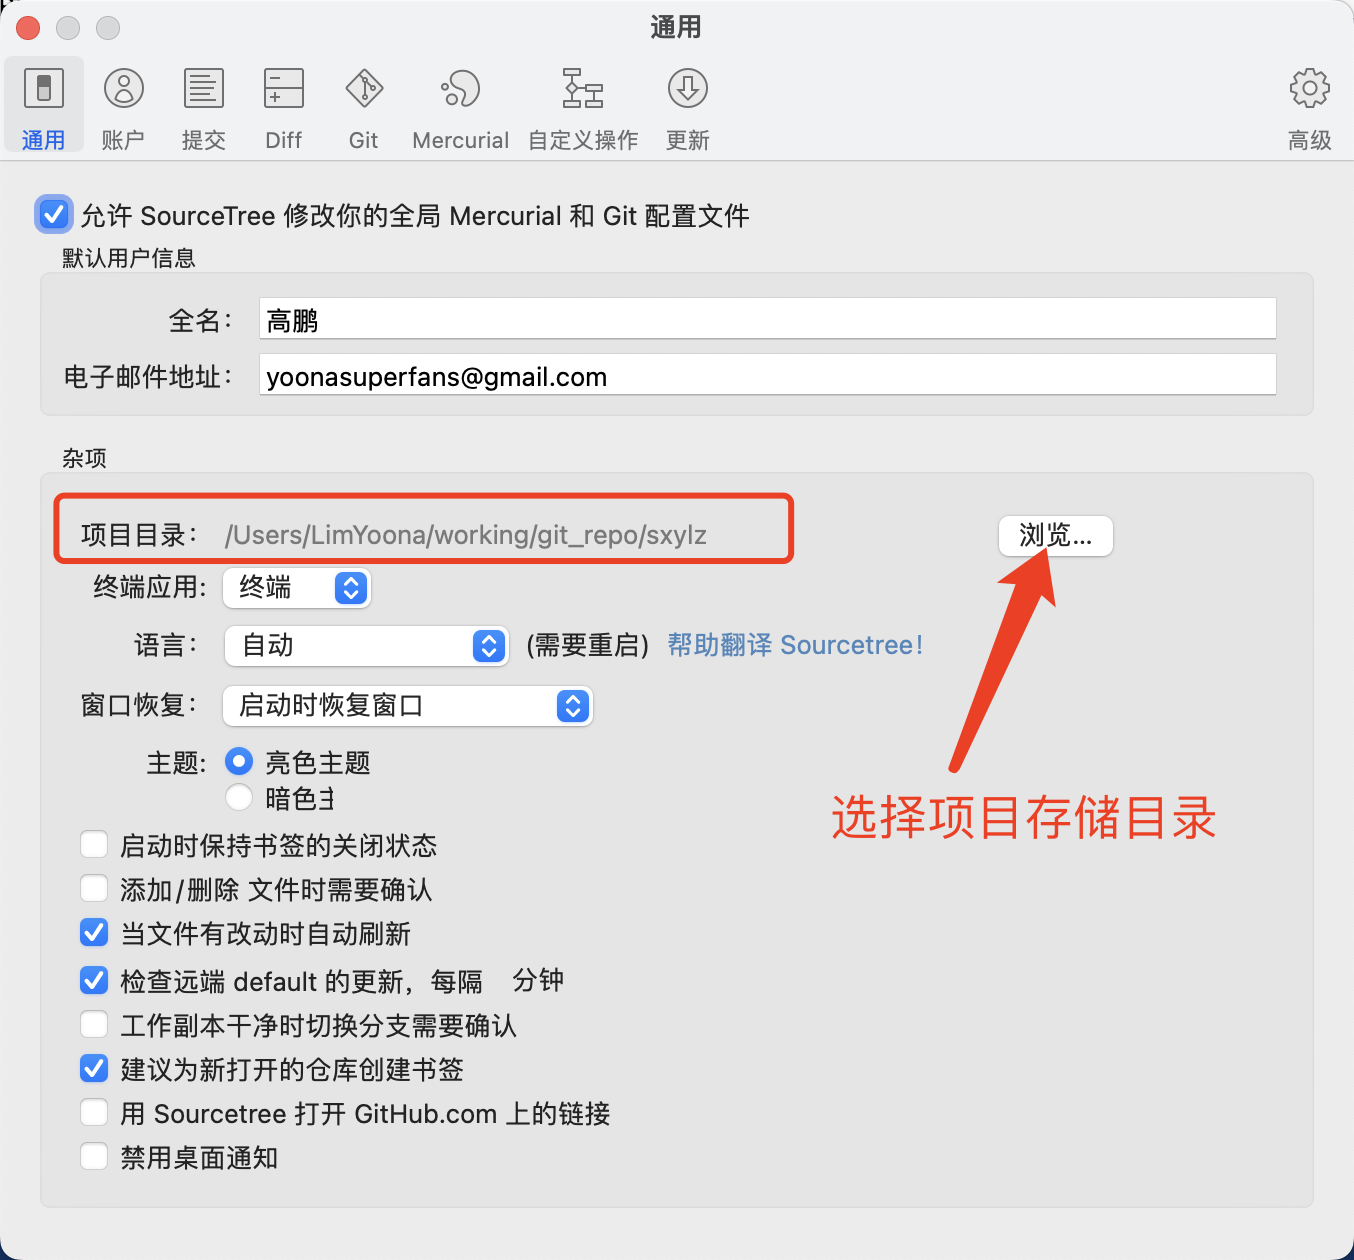 通用
通用 账户 提交 Diff Git Mercurial 自定义操作 更新 高级
允许 SourceTree 修改你的全局 Mercurial 和 Git 配置文件
默认用户信息
全名： 高鹏
电子邮件地址： yoonasuperfans@gmail.com
杂项
项目目录： /Users/LimYoona/working/git_repo/sxylz 浏览...
终端应用: 终端
语言： 自动 (需要重启) 帮助翻译 Sourcetree！
窗口恢复： 启动时恢复窗口
主题: 亮色主题
暗色
选择项目存储目录
启动时保持书签的关闭状态
添加/删除 文件时需要确认
当文件有改动时自动刷新
检查远端 default 的更新，每隔 分钟
工作副本干净时切换分支需要确认
建议为新打开的仓库创建书签
用 Sourcetree 打开 GitHub.com 上的链接
禁用桌面通知